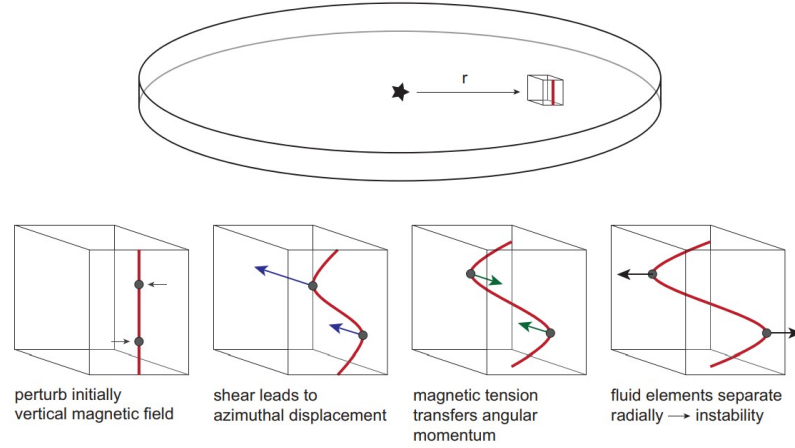 r
perturb initially
vertical magnetic field
shear leads to
azimuthal displacement
magnetic tension
transfers angular
momentum
fluid elements separate
radially → instability